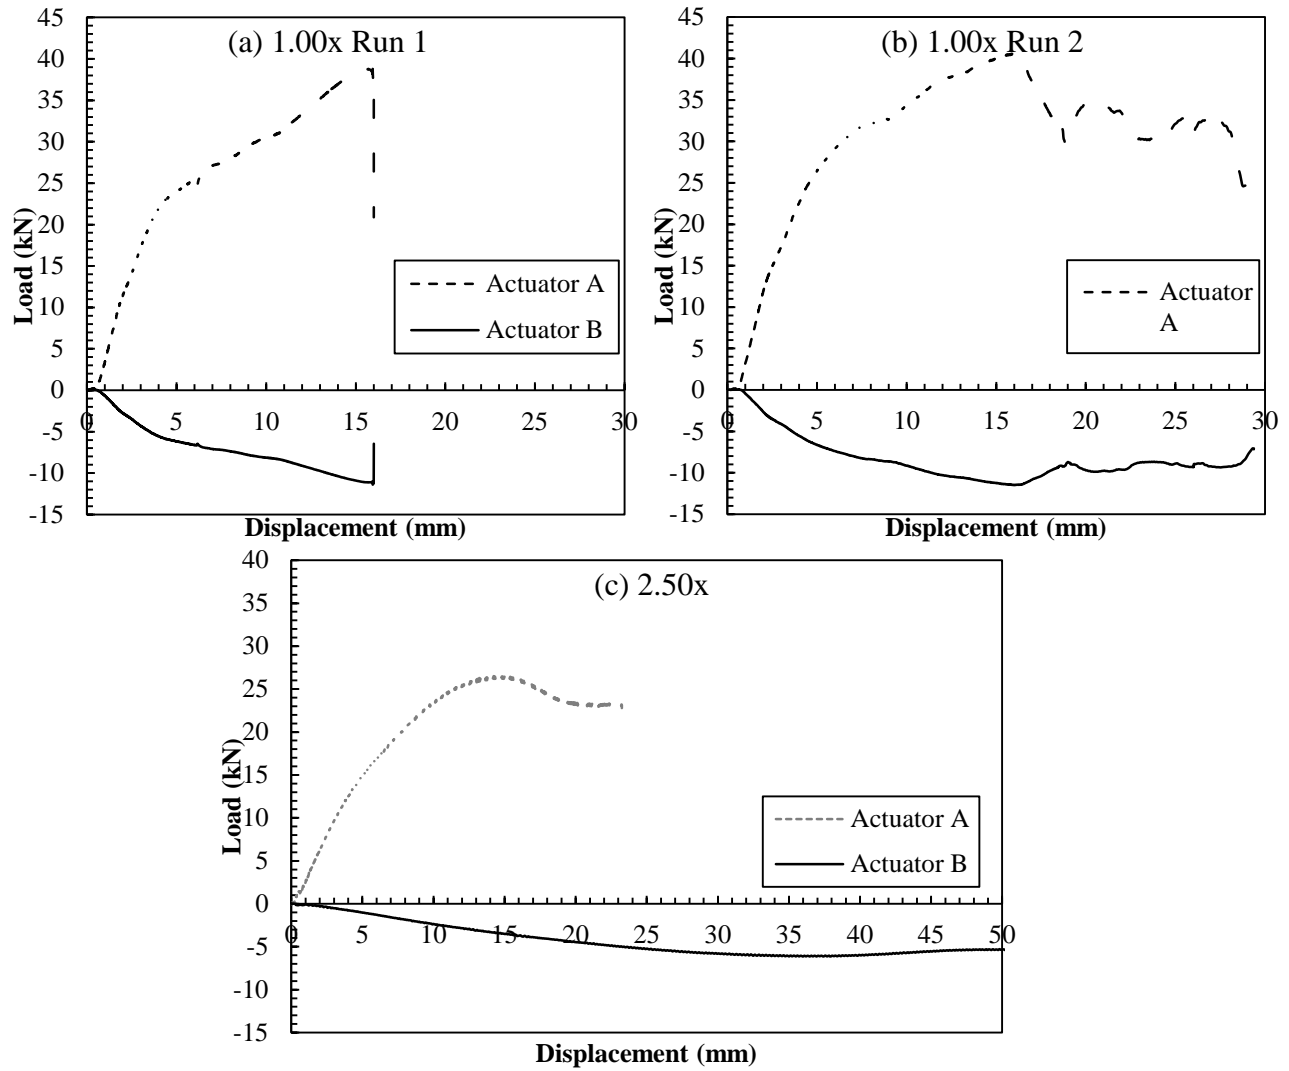 (a) 1.00x Run 1
45
40
35
30
25
20
15
10
5
0
-5
-10
-15
Load (kN)
Actuator A
Actuator B
0 5 10 15 20 25 30
Displacement (mm)
(b) 1.00x Run 2
45
40
35
30
25
20
15
10
5
0
-5
-10
-15
Load (kN)
Actuator
A
0 5 10 15 20 25 30
Displacement (mm)
(c) 2.50x
40
35
30
25
20
15
10
5
0
-5
-10
-15
Load (kN)
Actuator A
Actuator B
0 5 10 15 20 25 30 35 40 45 50
Displacement (mm)